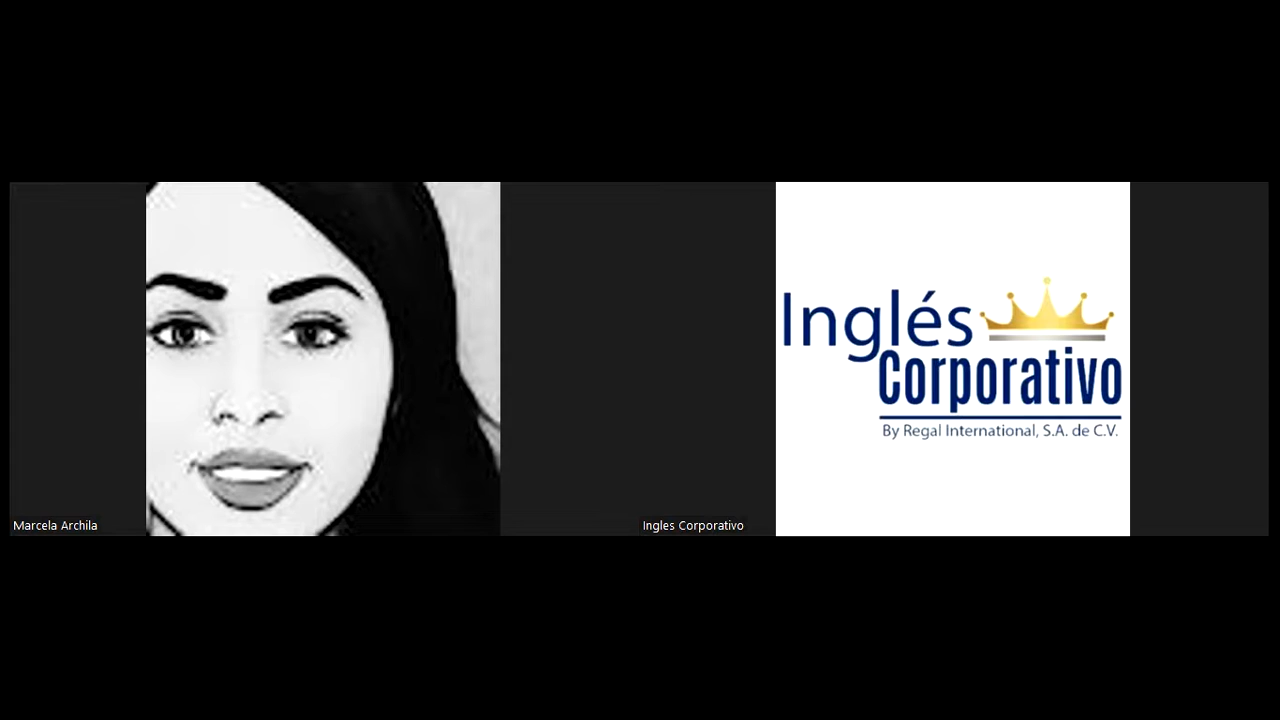 Marcela Archila
Inglés
Corporativo
By Regal International, S.A. de C.V.
Ingles Corporativo